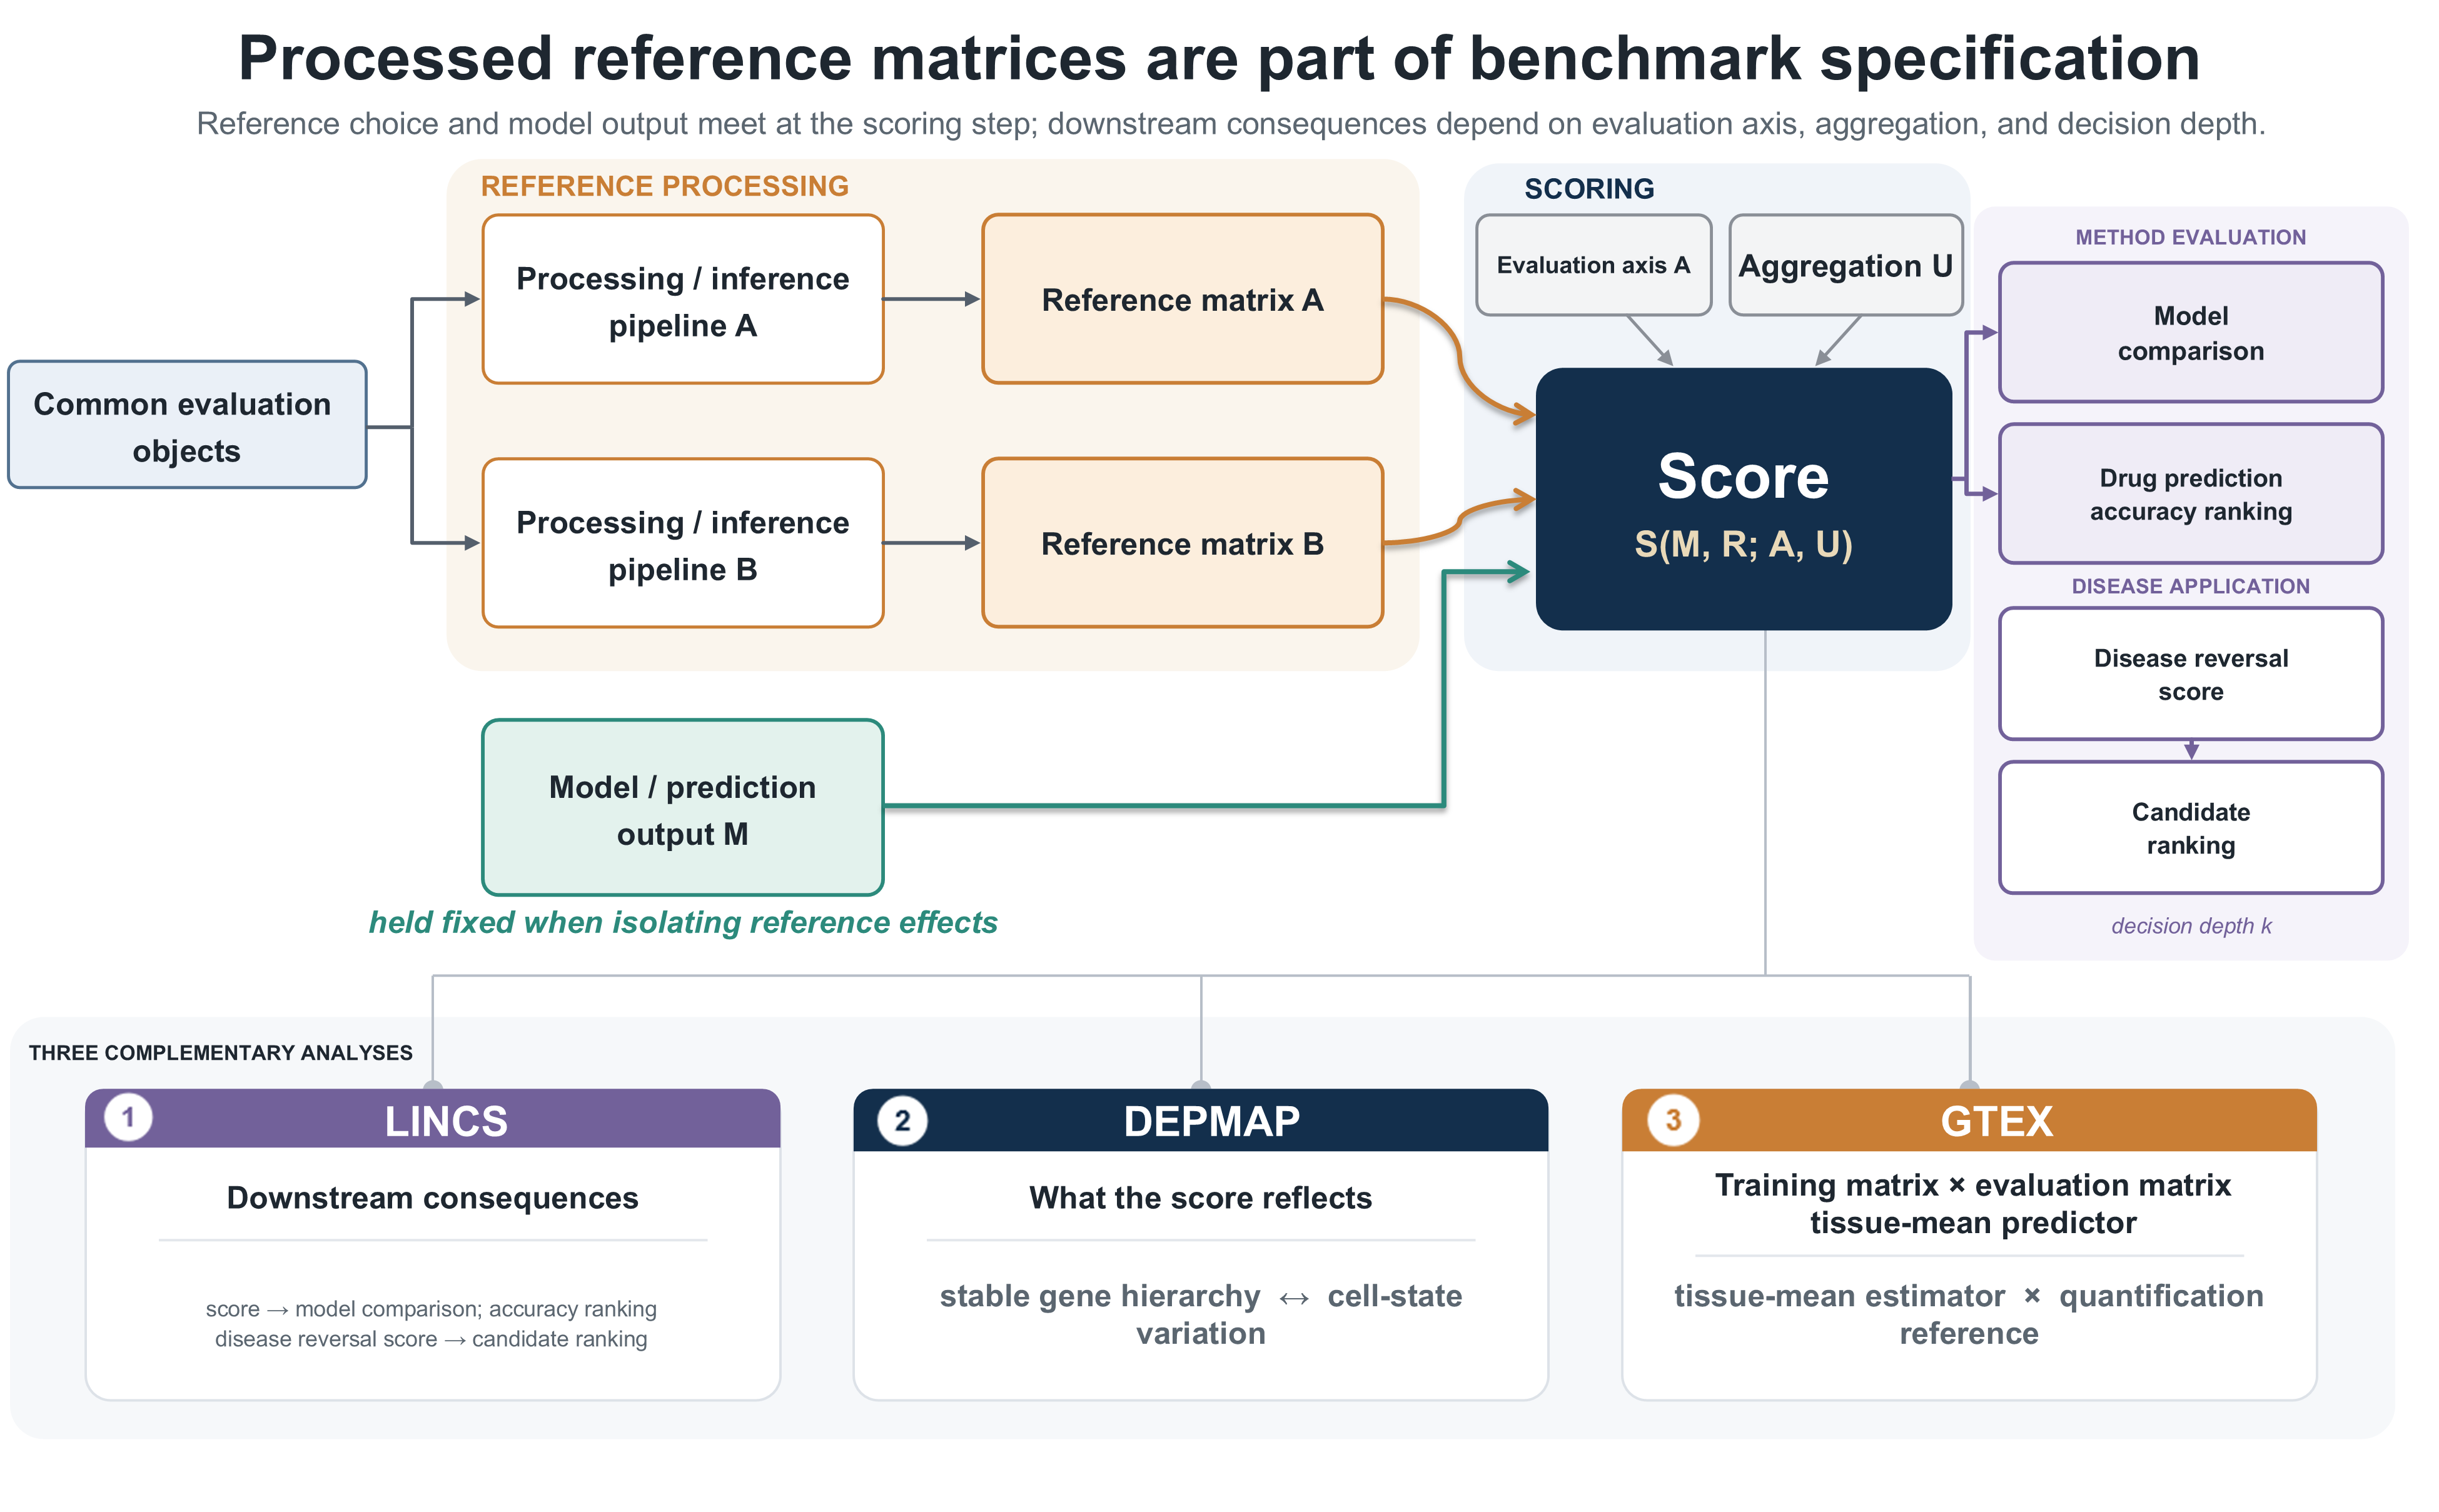 Processed reference matrices are part of benchmark specification
Reference choice and model output meet at the scoring step; downstream consequences depend on evaluation axis, aggregation, and decision depth.
REFERENCE PROCESSING
Processing / inference
pipeline A
Reference matrix A
Common evaluation
objects
Processing / inference
pipeline B
Reference matrix B
Model / prediction
output M
held fixed when isolating reference effects
SCORING
Evaluation axis A
Aggregation U
Score
S(M, R; A, U)
METHOD EVALUATION
Model
comparison
Drug prediction
accuracy ranking
DISEASE APPLICATION
Disease reversal
score
Candidate
ranking
decision depth k
THREE COMPLEMENTARY ANALYSES
1 LINCS
Downstream consequences
score → model comparison; accuracy ranking
disease reversal score → candidate ranking
2 DEPMAP
What the score reflects
stable gene hierarchy ↔ cell-state
variation
3 GTEX
Training matrix × evaluation matrix
tissue-mean predictor
tissue-mean estimator × quantification
reference